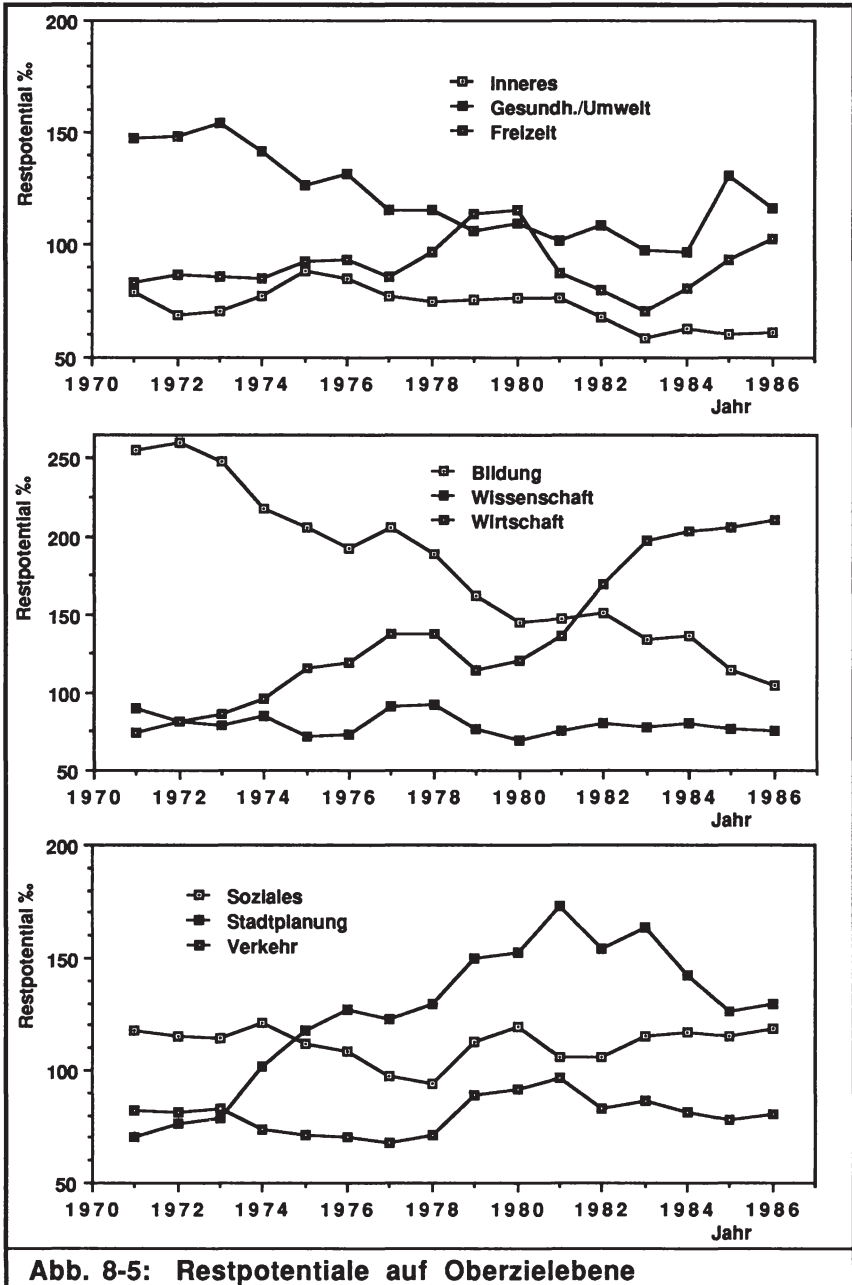 200
150
100
50
Restpotential ‰
Inneres
Gesundh./Umwelt
Freizeit
1970 1972 1974 1976 1978 1980 1982 1984 1986
Jahr
250
200
150
100
50
Restpotential ‰
Bildung
Wissenschaft
Wirtschaft
1970 1972 1974 1976 1978 1980 1982 1984 1986
Jahr
200
150
100
50
Restpotential ‰
Soziales
Stadtplanung
Verkehr
1970 1972 1974 1976 1978 1980 1982 1984 1986
Jahr
Abb. 8-5: Restpotentiale auf Oberzielebene